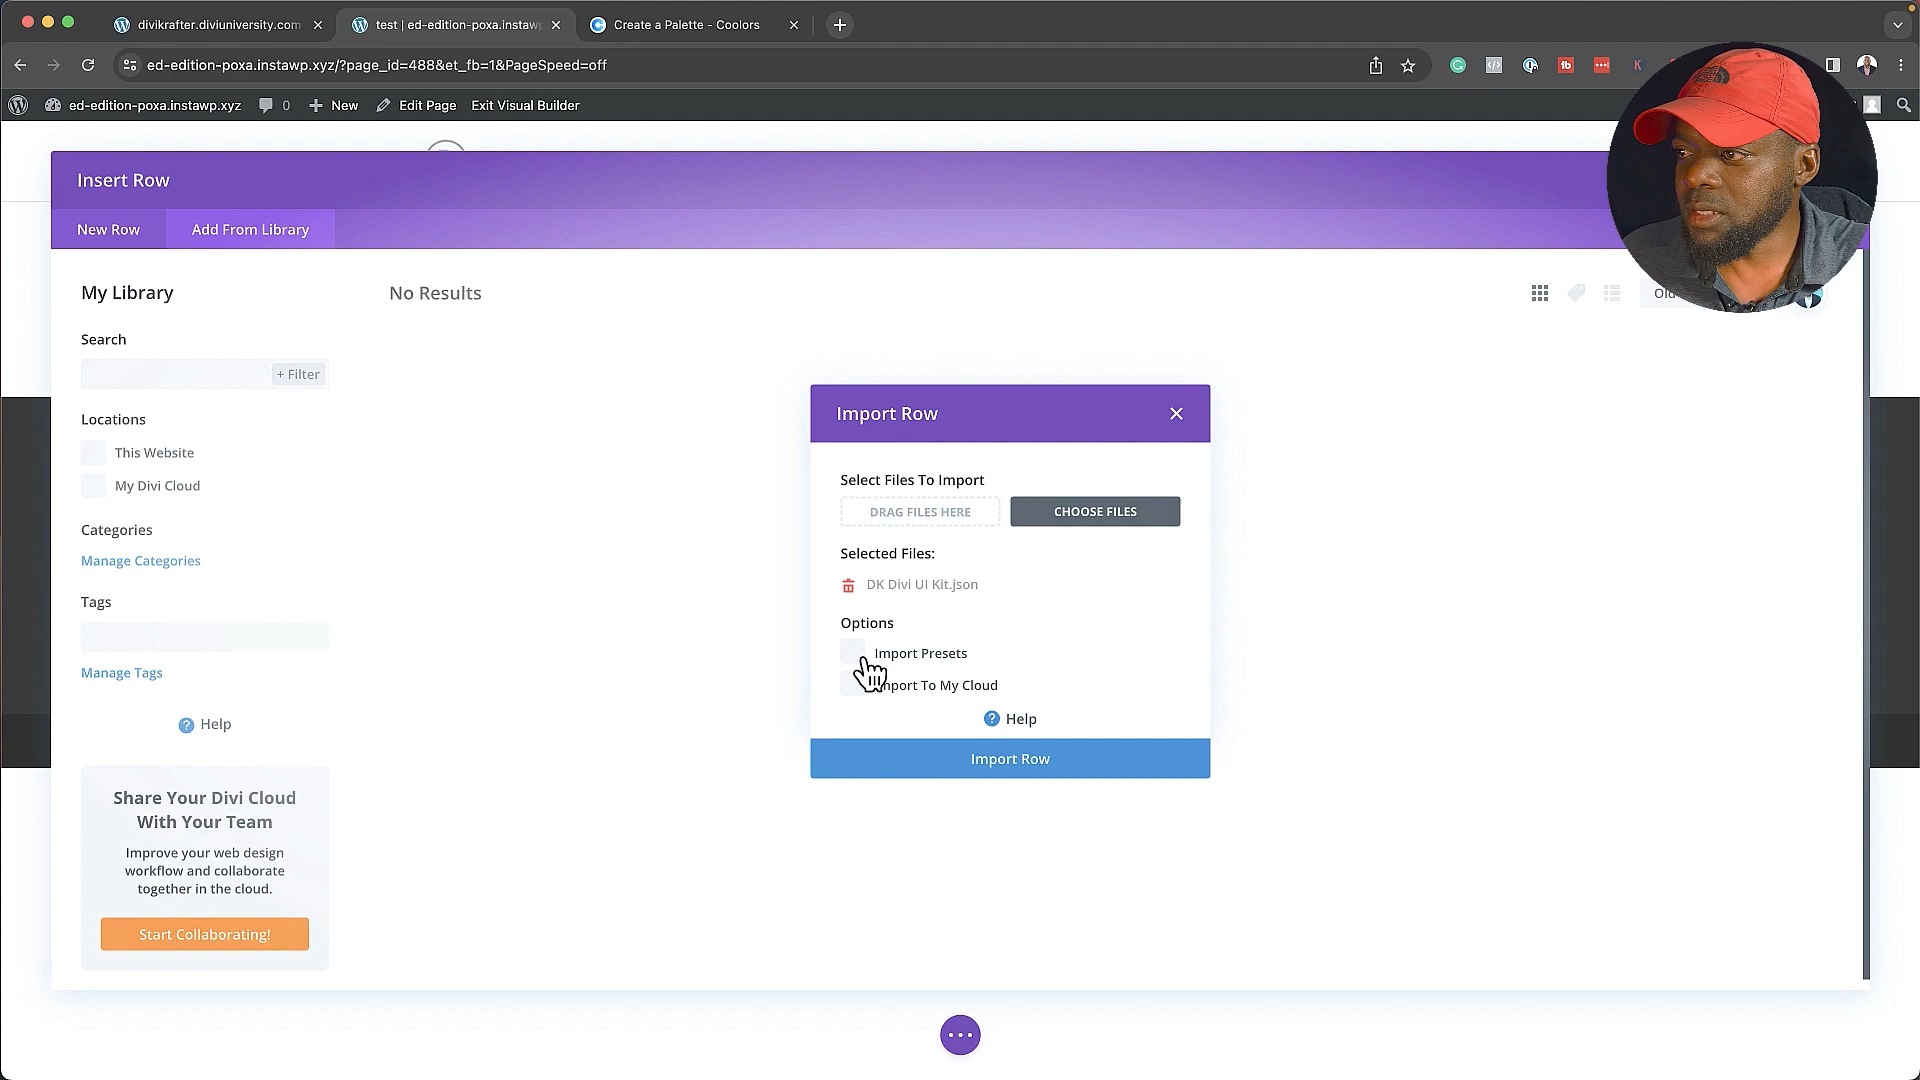 divikrafter.diviuniversity.com
test | ed-edition-poxa.instaw
Create a Palette - Coolors
ed-edition-poxa.instawp.xyz/?page_id=488&et_fb=1&PageSpeed=off
ed-edition-poxa.instawp.xyz
0
New
Edit Page
Exit Visual Builder
Insert Row
New Row
Add From Library
My Library
No Results
Search
+ Filter
Locations
This Website
My Divi Cloud
Categories
Manage Categories
Tags
Manage Tags
Help
Share Your Divi Cloud
With Your Team
Improve your web design
workflow and collaborate
together in the cloud.
Start Collaborating!
Import Row
Select Files To Import
DRAG FILES HERE
CHOOSE FILES
Selected Files:
DK Divi UI Kit.json
Options
Import Presets
mport To My Cloud
Help
Import Row